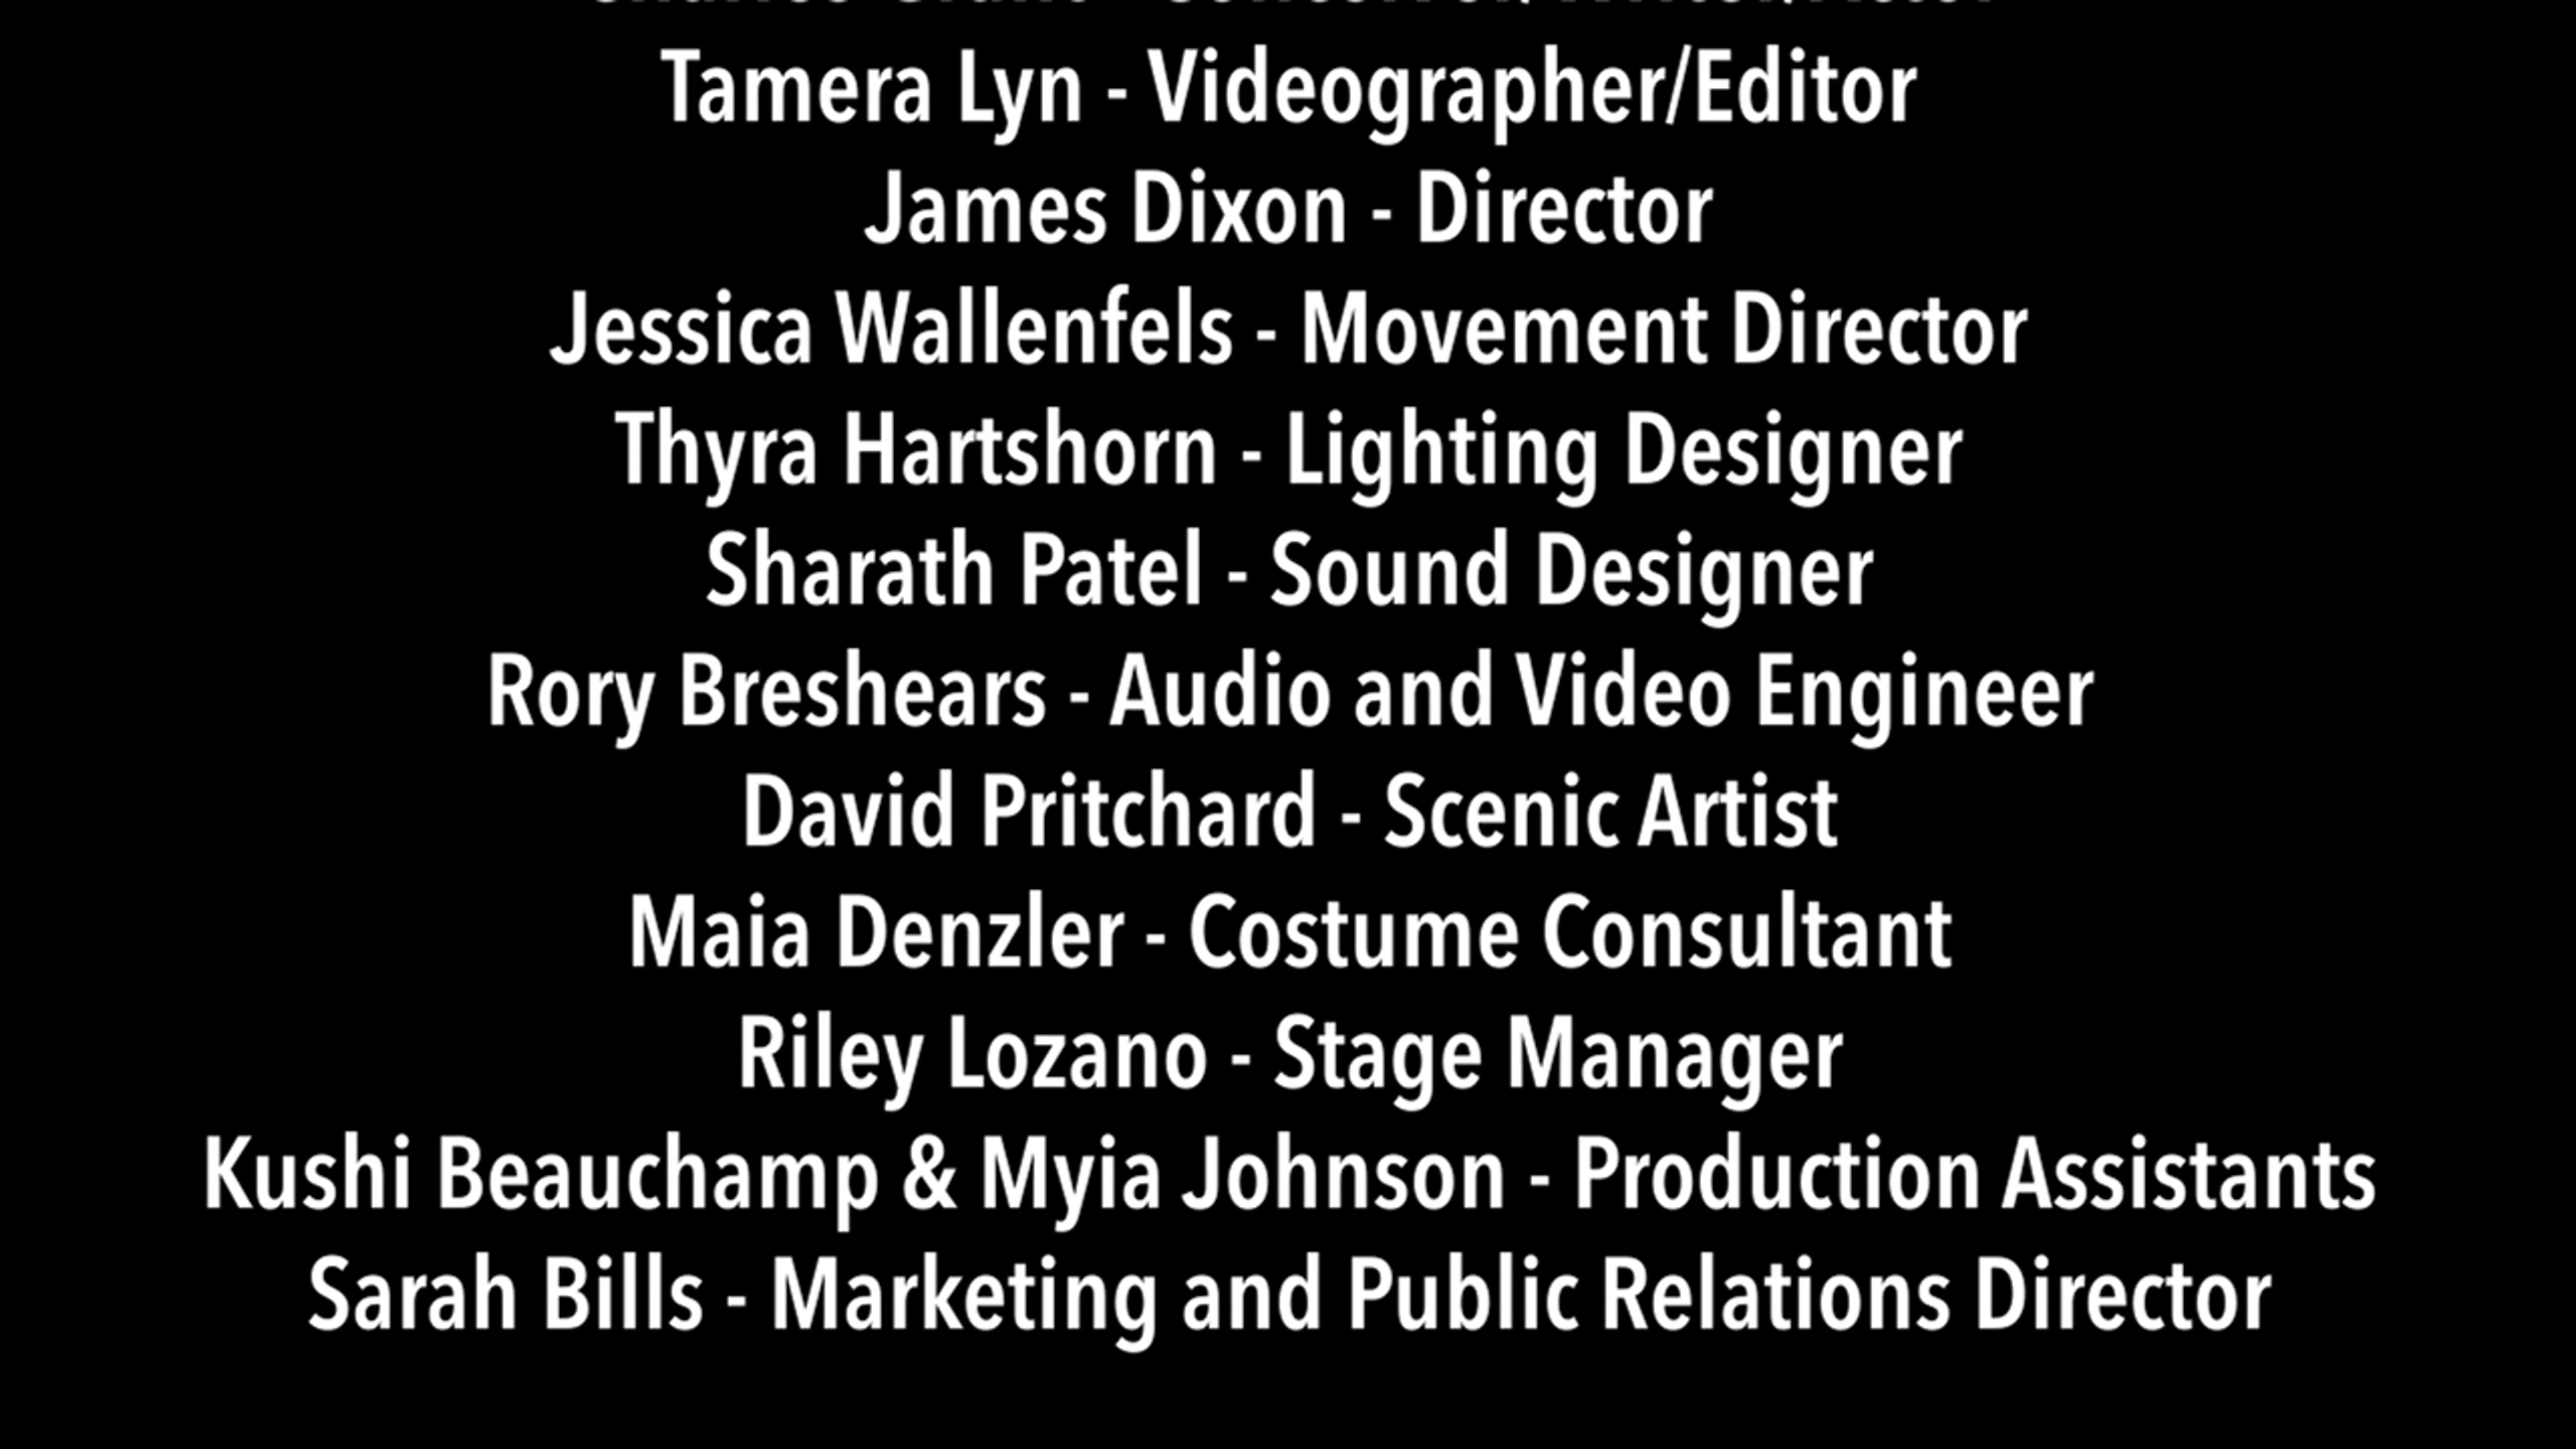 Tamera Lyn - Videographer/Editor
James Dixon - Director
Jessica Wallenfels - Movement Director
Thyra Hartshorn - Lighting Designer
Sharath Patel - Sound Designer
Rory Breshears - Audio and Video Engineer
David Pritchard - Scenic Artist
Maia Denzler - Costume Consultant
Riley Lozano - Stage Manager
Kushi Beauchamp & Myia Johnson - Production Assistants
Sarah Bills - Marketing and Public Relations Director